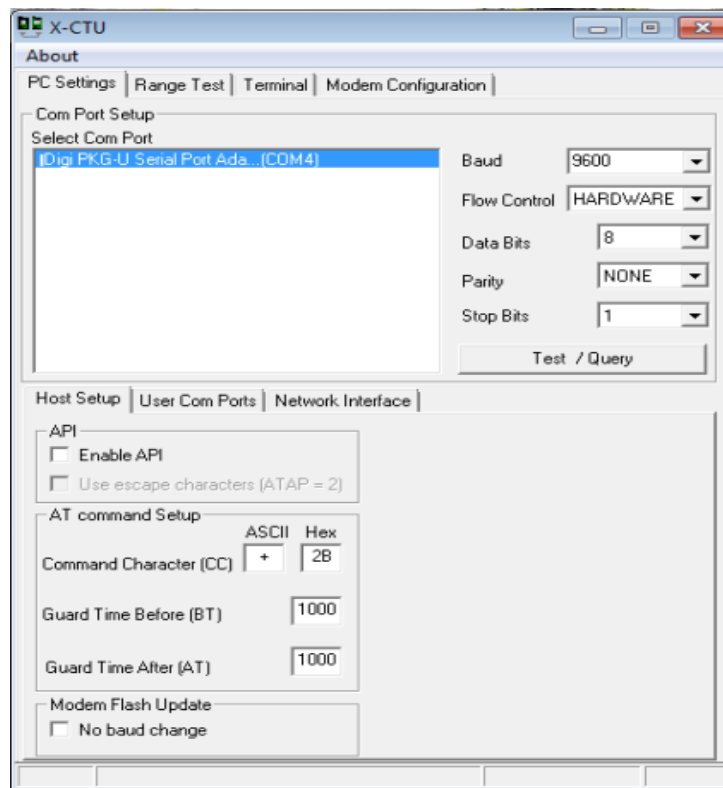 X-CTU
About
PC Settings Range Test Terminal Modem Configuration
Com Port Setup
Select Com Port
(Digi PKG-U Serial Port Ada...(COM4)
Baud 9600
Flow Control HARDWARE
Data Bits 8
Parity NONE
Stop Bits 1
Test / Query
Host Setup User Com Ports Network Interface
API
Enable API
Use escape characters (ATAP = 2)
AT command Setup
ASCII Hex
Command Character (CC) + 2B
Guard Time Before (BT) 1000
Guard Time After (AT) 1000
Modem Flash Update
No baud change